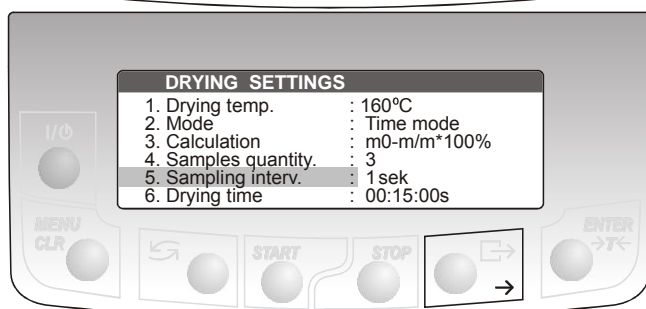 DRYING SETTINGS
1. Drying temp. : 160ºC
2. Mode : Time mode
3. Calculation : m0-m/m*100%
4. Samples quantity. : 3
5. Sampling interv. : 1sek
6. Drying time : 00:15:00s
I/⏻
MENU
CLR
START
STOP
→
ENTER
→T←